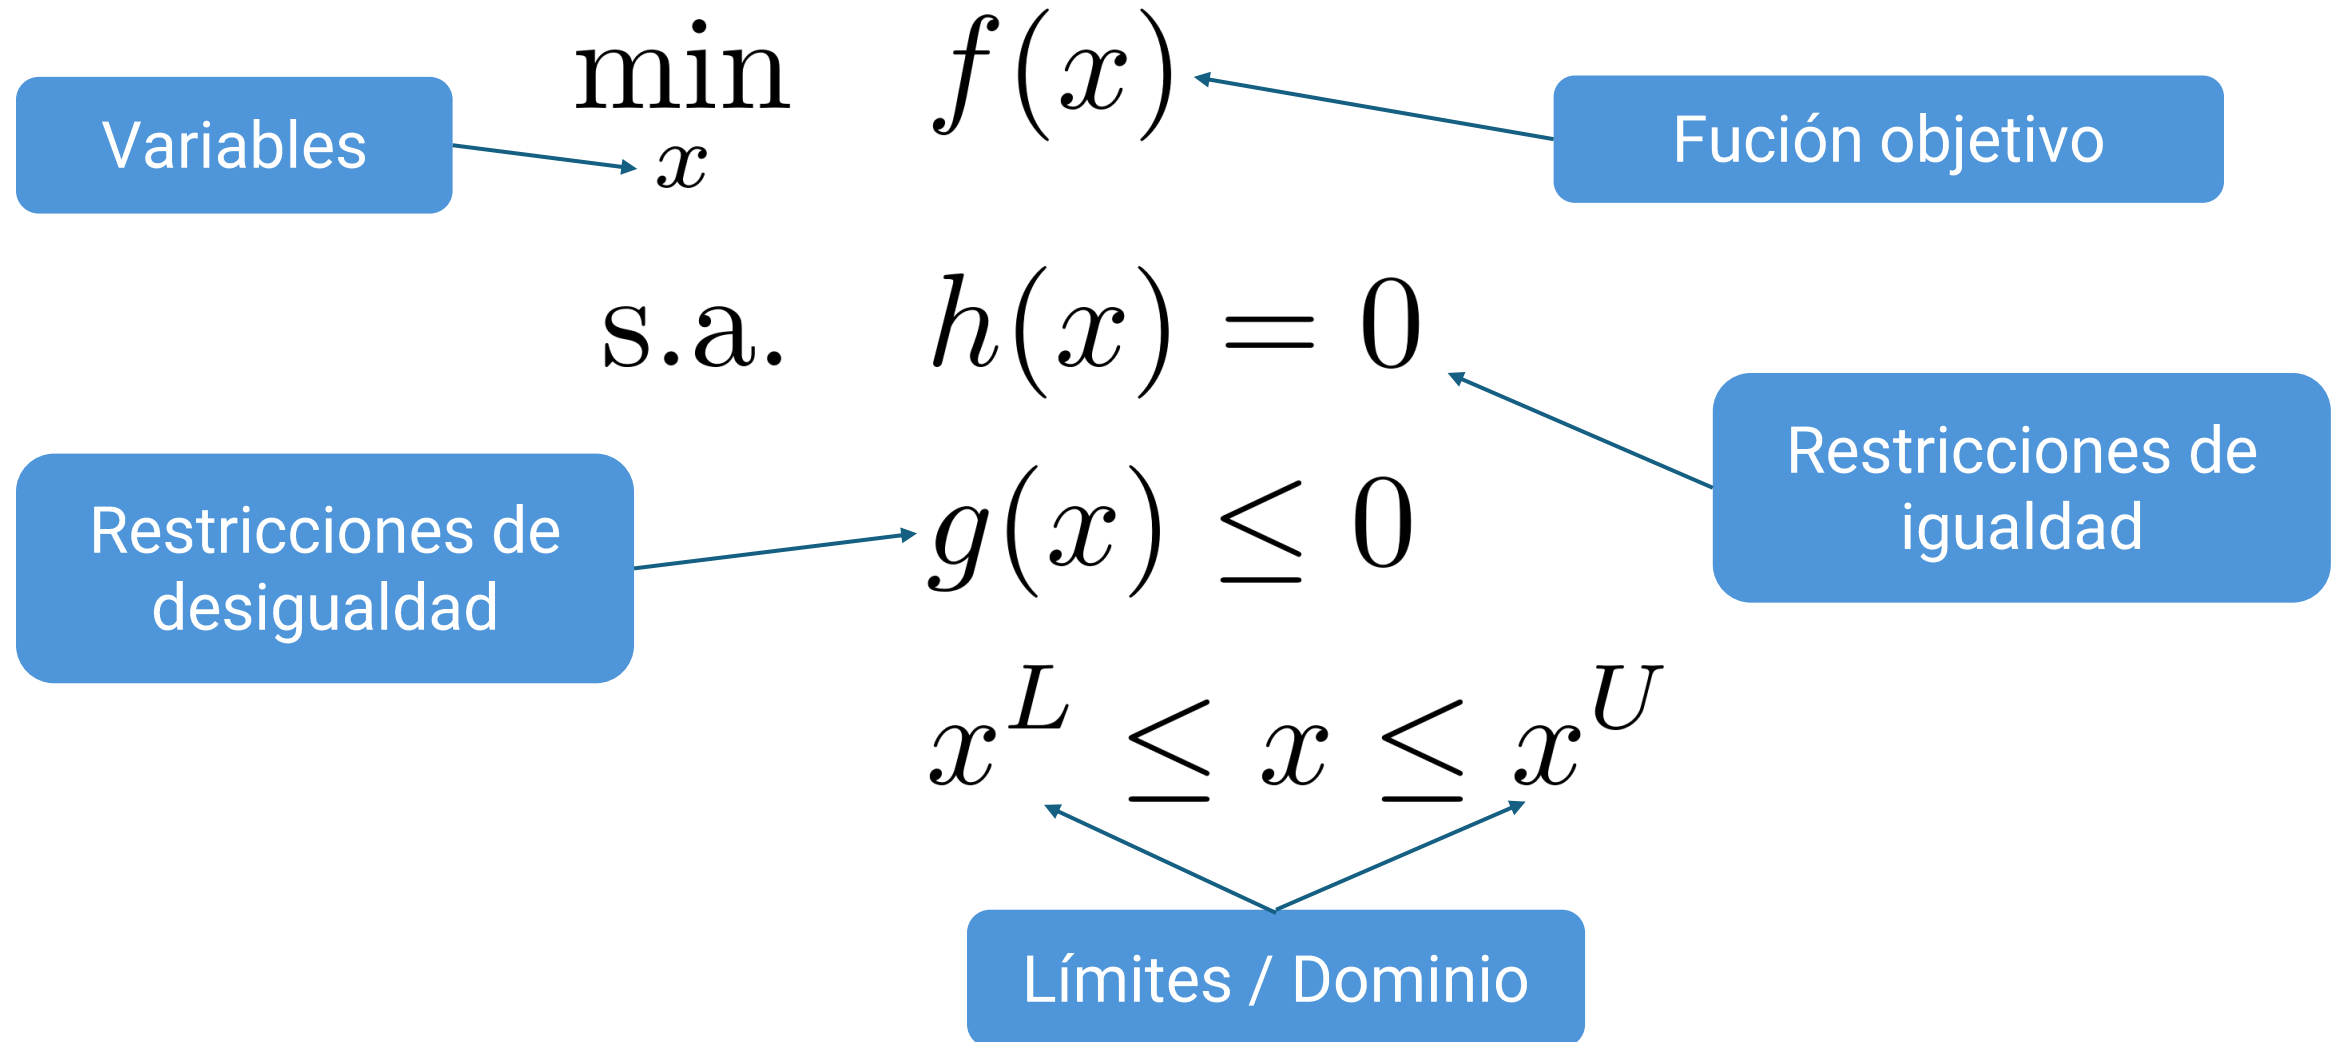 min f(x)
Variables
x
Fución objetivo
s.a. h(x) = 0
Restricciones de
igualdad
Restricciones de
desigualdad
g(x) ≤ 0
x^L ≤ x ≤ x^U
Límites / Dominio